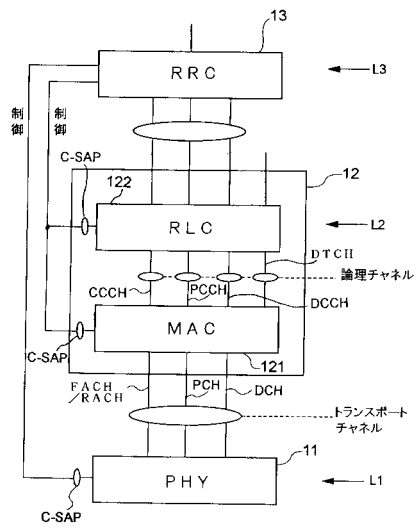 13
RRC
L3
制御
制御
C-SAP
12
122
RLC
L2
DTCH
論理チャネル
CCCH
PCCH
DCCH
MAC
C-SAP
121
FACH
/RACH
PCH
DCH
トランスポート
チャネル
11
PHY
L1
C-SAP